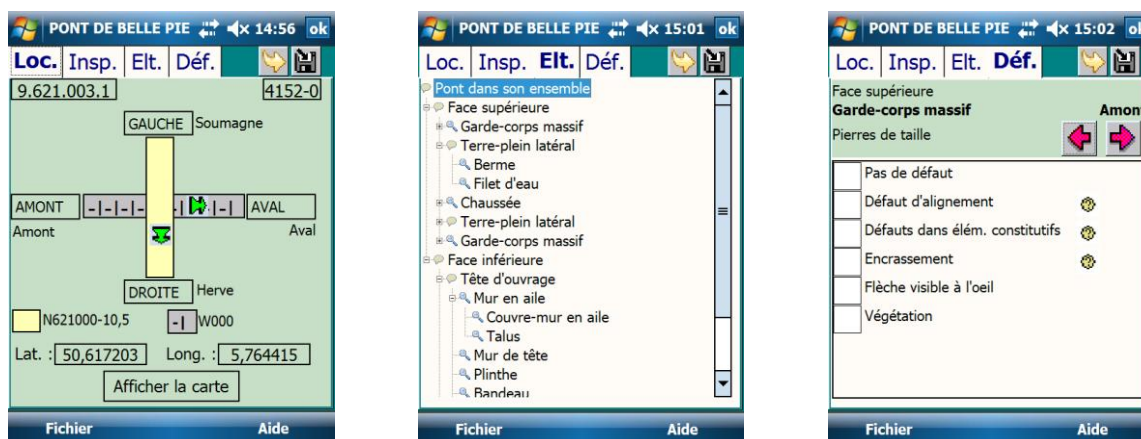 PONT DE BELLE PIE 14:56 ok
Loc. Insp. Elt. Déf.
9.621.003.1 4152-0
GAUCHE Soumagne
AMONT -|-|-|- -|-| AVAL
Amont Aval
DROITE Herve
N621000-10,5 -| W000
Lat. : 50,617203 Long. : 5,764415
Afficher la carte
Fichier Aide
PONT DE BELLE PIE 15:01 ok
Loc. Insp. Elt. Déf.
Pont dans son ensemble
Face supérieure
Garde-corps massif
Terre-plein latéral
Berme
Filet d'eau
Chaussée
Terre-plein latéral
Garde-corps massif
Face inférieure
Tête d'ouvrage
Mur en aile
Couvre-mur en aile
Talus
Mur de tête
Plinthe
Bandeau
Fichier Aide
PONT DE BELLE PIE 15:02 ok
Loc. Insp. Elt. Déf.
Face supérieure
Garde-corps massif Amont
Pierres de taille
Pas de défaut
Défaut d'alignement
Défauts dans élém. constitutifs
Encrassement
Flèche visible à l'oeil
Végétation
Fichier Aide